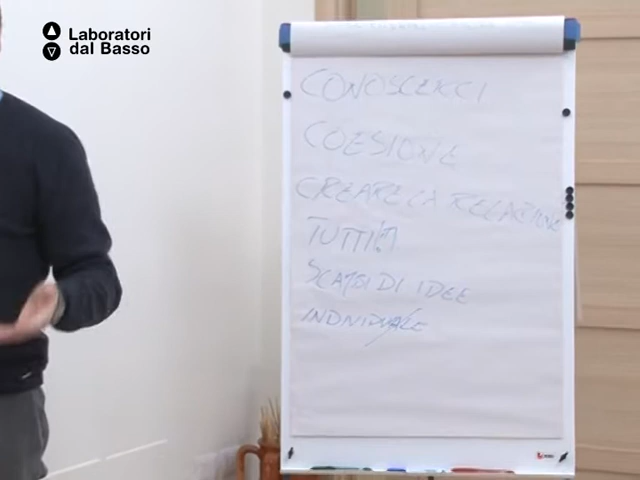 Laboratori
dal Basso
CONOSCERCI
COESIONE
CREARE LA RELAZIONE
TUTTI
SCAMBI DI IDEE
INDIVIDUALE